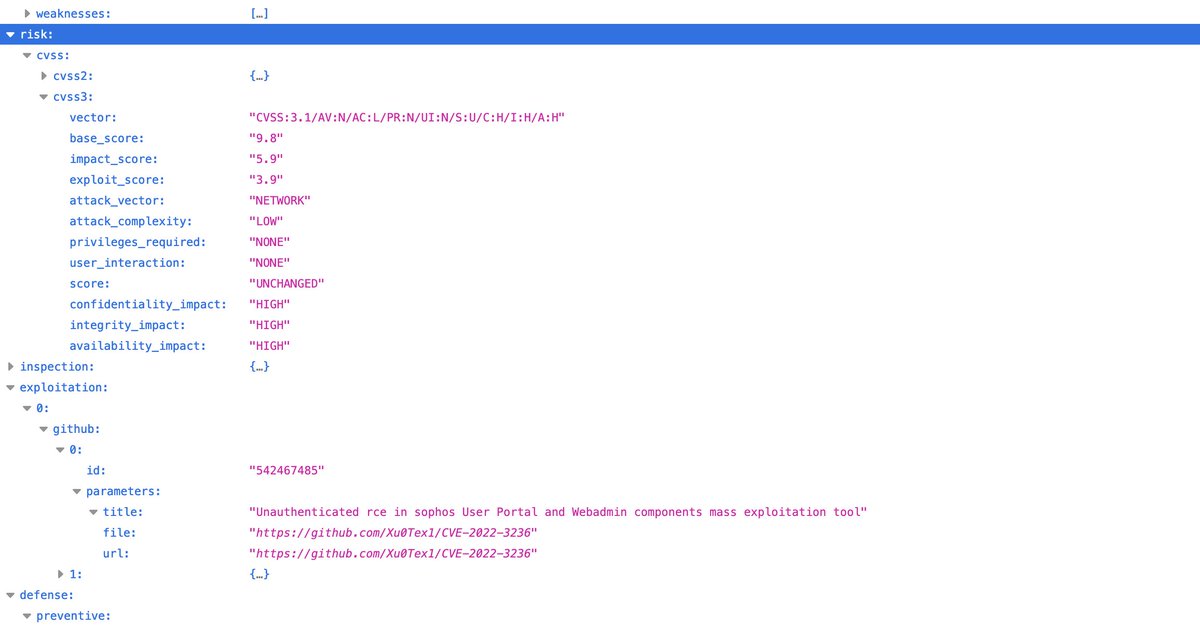 weaknesses: […]
risk:
cvss:
cvss2: {…}
cvss3:
vector: "CVSS:3.1/AV:N/AC:L/PR:N/UI:N/S:U/C:H/I:H/A:H"
base_score: "9.8"
impact_score: "5.9"
exploit_score: "3.9"
attack_vector: "NETWORK"
attack_complexity: "LOW"
privileges_required: "NONE"
user_interaction: "NONE"
score: "UNCHANGED"
confidentiality_impact: "HIGH"
integrity_impact: "HIGH"
availability_impact: "HIGH"
inspection: {…}
exploitation:
0:
github:
0:
id: "542467485"
parameters:
title: "Unauthenticated rce in sophos User Portal and Webadmin components mass exploitation tool"
file: "https://github.com/Xu0Tex1/CVE-2022-3236"
url: "https://github.com/Xu0Tex1/CVE-2022-3236"
1: {…}
defense:
preventive: